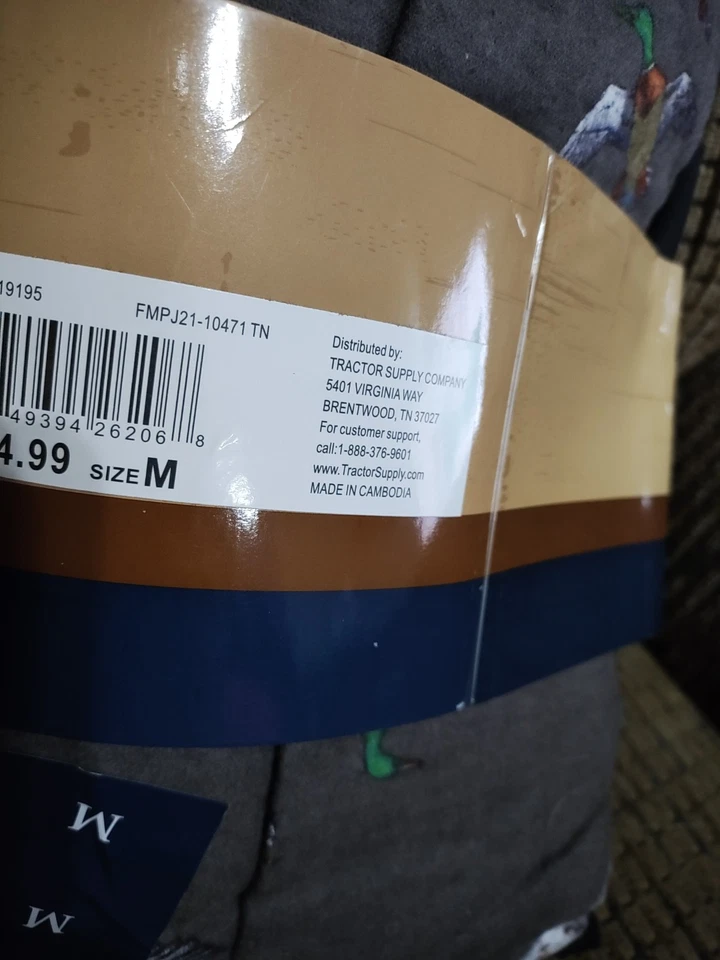 19195
FMPJ21-10471 TN
49394 26206 8
4.99 SIZE M
Distributed by:
TRACTOR SUPPLY COMPANY
5401 VIRGINIA WAY
BRENTWOOD, TN 37027
For customer support,
call:1-888-376-9601
www.TractorSupply.com
MADE IN CAMBODIA
M
M